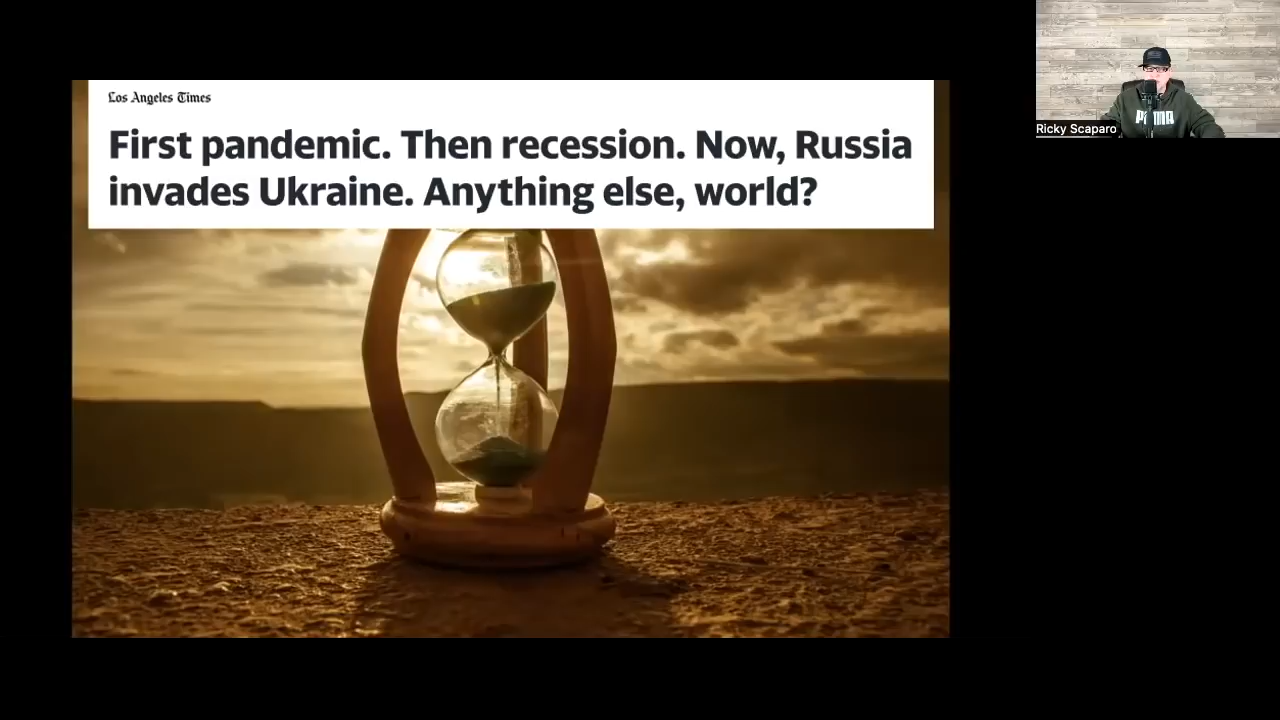 Los Angeles Times
First pandemic. Then recession. Now, Russia
invades Ukraine. Anything else, world?
Ricky Scaparo
PUMA